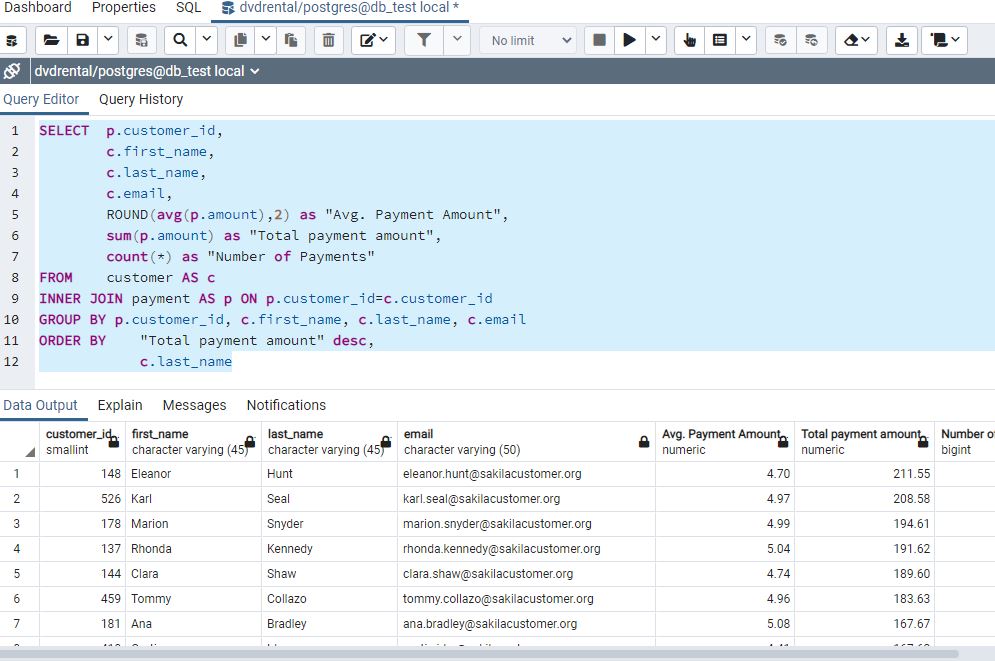 Dashboard Properties SQL dvdrental/postgres@db_test local *
No limit
dvdrental/postgres@db_test local
Query Editor Query History
1 SELECT p.customer_id,
2 c.first_name,
3 c.last_name,
4 c.email,
5 ROUND(avg(p.amount),2) as "Avg. Payment Amount",
6 sum(p.amount) as "Total payment amount",
7 count(*) as "Number of Payments"
8 FROM customer AS c
9 INNER JOIN payment AS p ON p.customer_id=c.customer_id
10 GROUP BY p.customer_id, c.first_name, c.last_name, c.email
11 ORDER BY "Total payment amount" desc,
12 c.last_name
Data Output Explain Messages Notifications
customer_id first_name last_name email Avg. Payment Amount Total payment amount Number of
smallint character varying (45) character varying (45) character varying (50) numeric numeric bigint
1 148 Eleanor Hunt eleanor.hunt@sakilacustomer.org 4.70 211.55
2 526 Karl Seal karl.seal@sakilacustomer.org 4.97 208.58
3 178 Marion Snyder marion.snyder@sakilacustomer.org 4.99 194.61
4 137 Rhonda Kennedy rhonda.kennedy@sakilacustomer.org 5.04 191.62
5 144 Clara Shaw clara.shaw@sakilacustomer.org 4.74 189.60
6 459 Tommy Collazo tommy.collazo@sakilacustomer.org 4.96 183.63
7 181 Ana Bradley ana.bradley@sakilacustomer.org 5.08 167.67